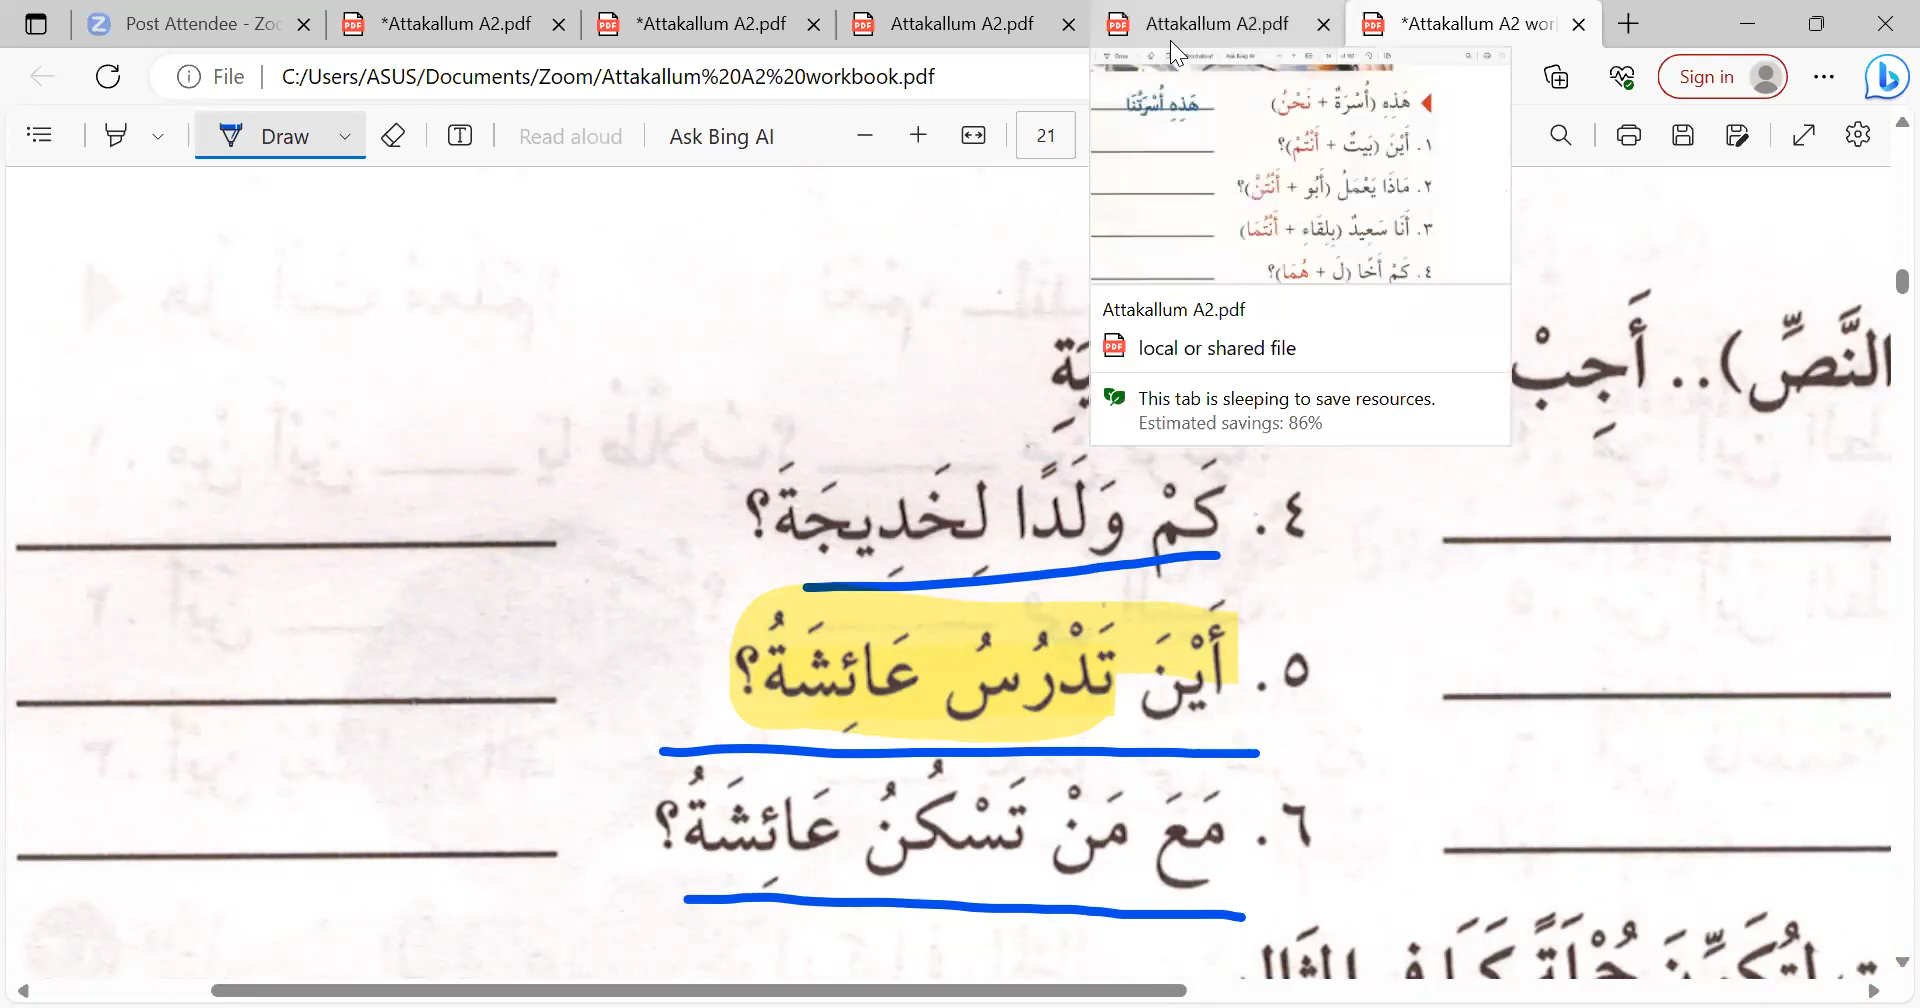 Post Attendee - Zo
*Attakallum A2.pdf
*Attakallum A2.pdf
Attakallum A2.pdf
Attakallum A2.pdf
*Attakallum A2 wor
File
C:/Users/ASUS/Documents/Zoom/Attakallum%20A2%20workbook.pdf
Sign in
Draw
Read aloud
Ask Bing AI
21
هَذِهِ (أُسْرَةٌ + نَحْنُ) هَذِهِ أُسْرَتُنَا
١. أَيْنَ (بَيتٌ + أَنْتُمْ)؟
٢. مَاذَا يَعْمَلُ (أَبُو + أَنْتُنَّ)؟
٣. أَنَا سَعِيدٌ (بِلِقَاءِ + أَنْتُمَا)
٤. كَمْ أَخًا (لَ + هُمَا)؟
Attakallum A2.pdf
local or shared file
This tab is sleeping to save resources.
Estimated savings: 86%
النَّصِّ).. أَجِبْ
٤. كَمْ وَلَدًا لِخَدِيجَةَ؟
٥. أَيْنَ تَدْرُسُ عَائِشَةُ؟
٦. مَعَ مَنْ تَسْكُنُ عَائِشَةُ؟